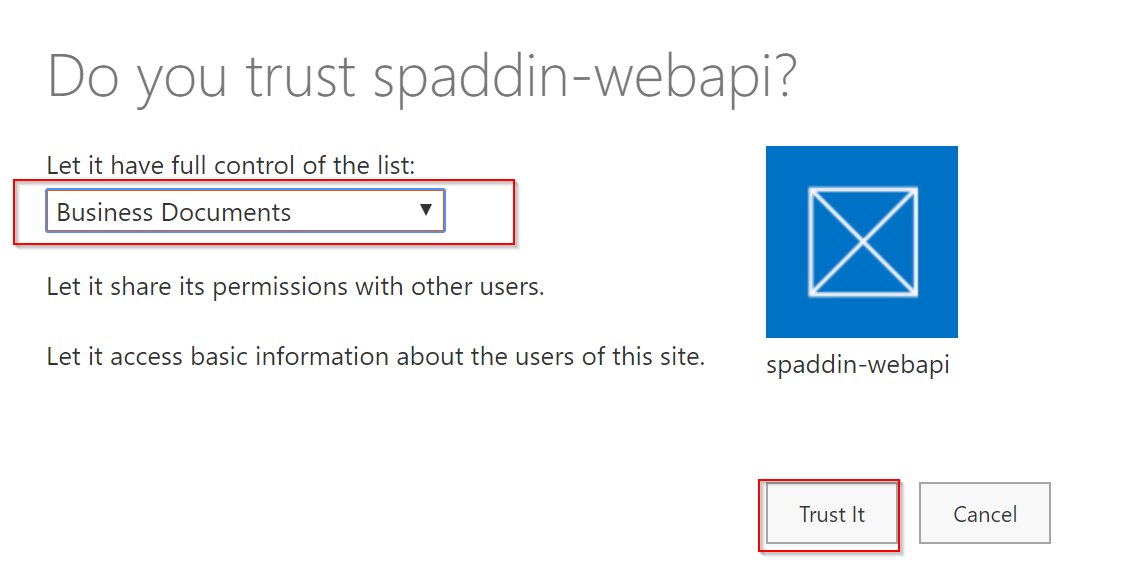 Do you trust spaddin-webapi?
Let it have full control of the list:
Business Documents
Let it share its permissions with other users.
Let it access basic information about the users of this site.
spaddin-webapi
Trust It
Cancel